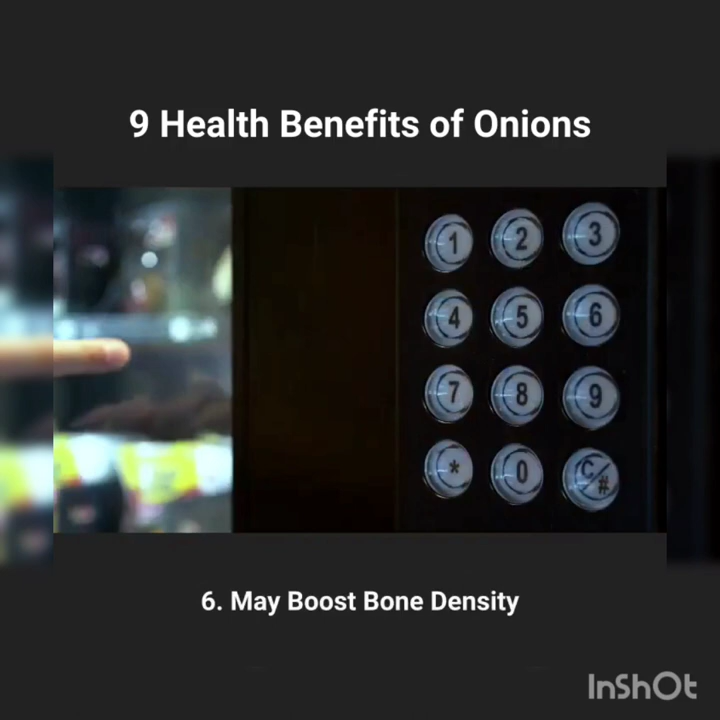 9 Health Benefits of Onions
1 2 3
4 5 6
7 8 9
* 0 C/#
6. May Boost Bone Density
InShOt